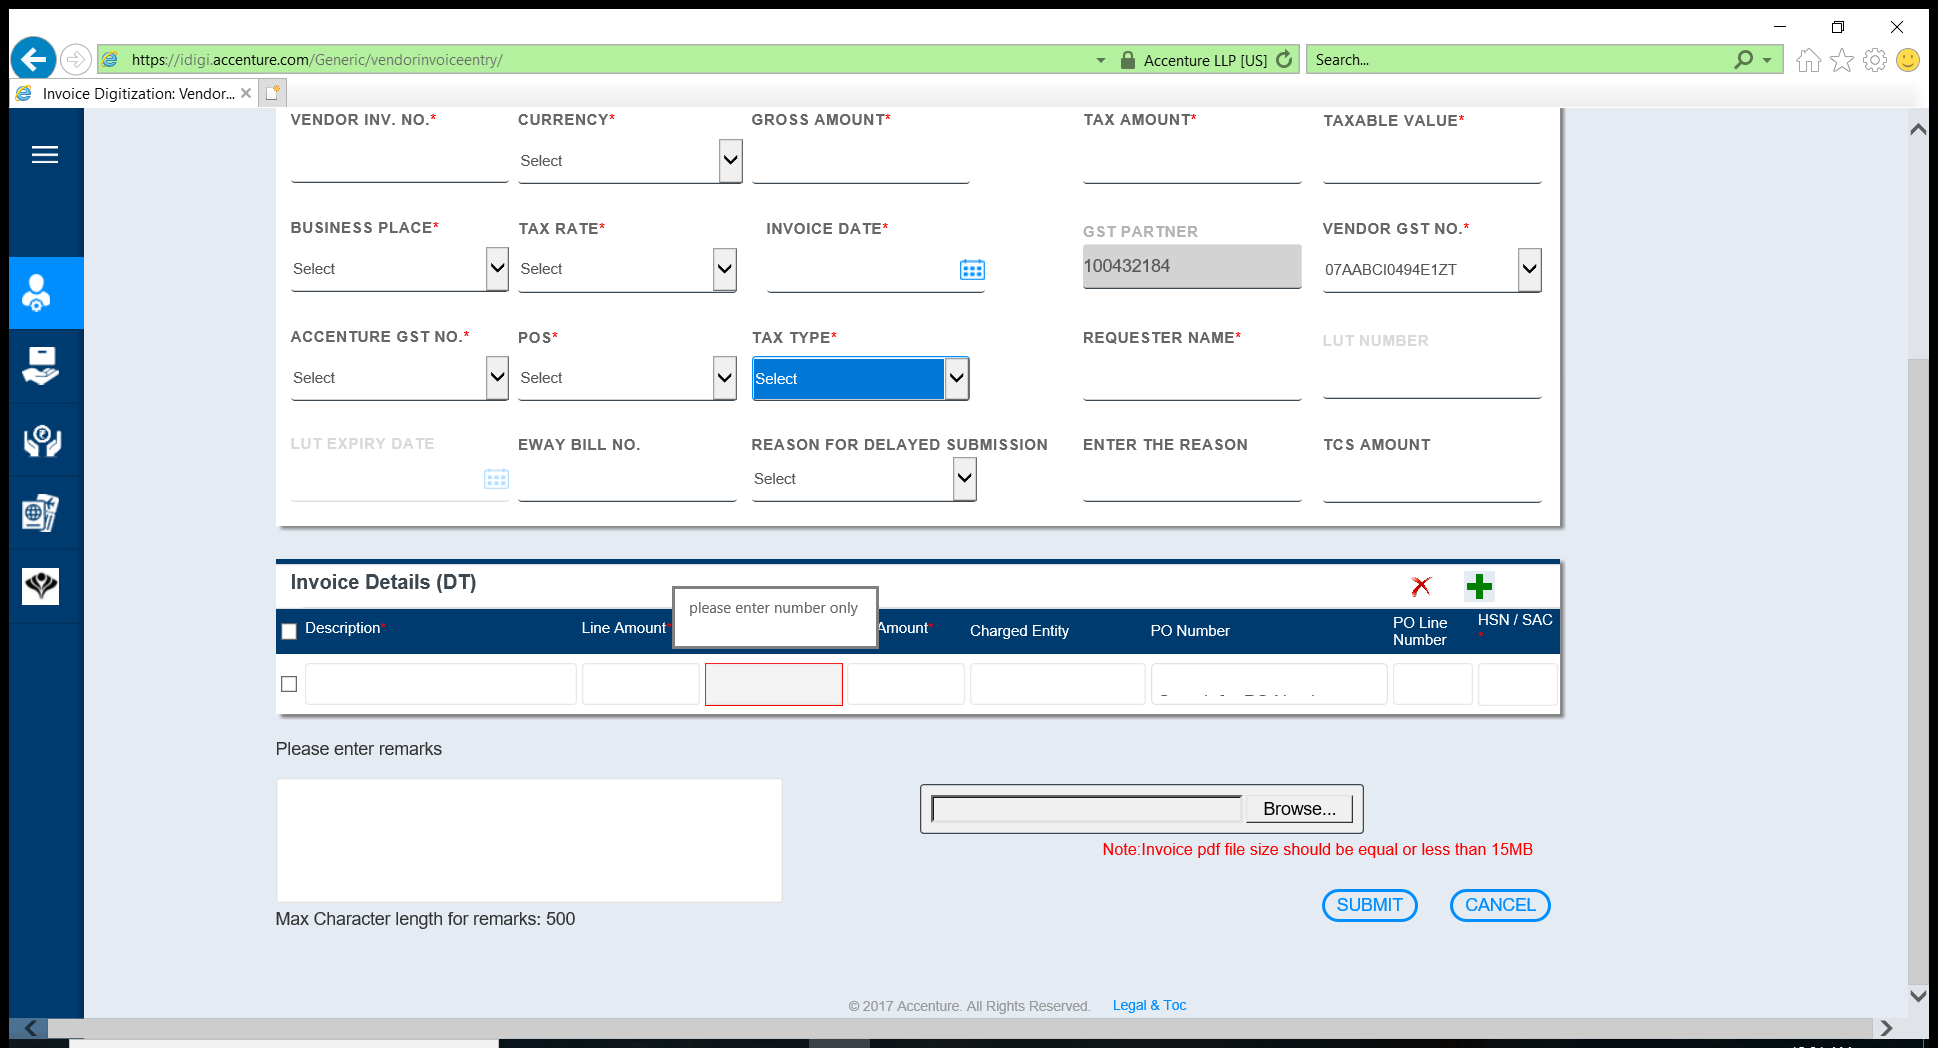 https://idigi.accenture.com/Generic/vendorinvoiceentry/
Accenture LLP [US]
Search...
Invoice Digitization: Vendor...
VENDOR INV. NO.* CURRENCY* GROSS AMOUNT* TAX AMOUNT* TAXABLE VALUE*
Select
BUSINESS PLACE* TAX RATE* INVOICE DATE* GST PARTNER VENDOR GST NO.*
Select Select 100432184 07AABCI0494E1ZT
ACCENTURE GST NO.* POS* TAX TYPE* REQUESTER NAME* LUT NUMBER
Select Select Select
LUT EXPIRY DATE EWAY BILL NO. REASON FOR DELAYED SUBMISSION ENTER THE REASON TCS AMOUNT
Select
Invoice Details (DT)
please enter number only
Description* Line Amount* Amount* Charged Entity PO Number PO Line Number HSN / SAC *
Please enter remarks
Browse...
Note:Invoice pdf file size should be equal or less than 15MB
SUBMIT CANCEL
Max Character length for remarks: 500
© 2017 Accenture. All Rights Reserved. Legal & Toc